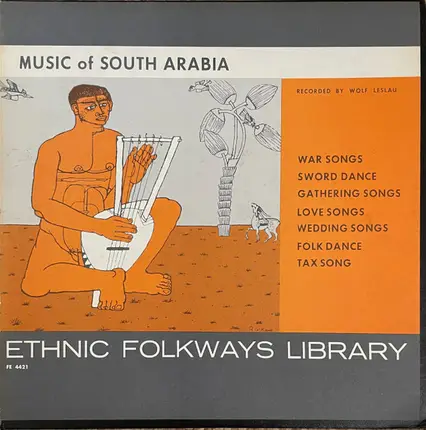 MUSIC of SOUTH ARABIA
RECORDED BY WOLF LESLAU
WAR SONGS
SWORD DANCE
GATHERING SONGS
LOVE SONGS
WEDDING SONGS
FOLK DANCE
TAX SONG
ETHNIC FOLKWAYS LIBRARY
FE 4421